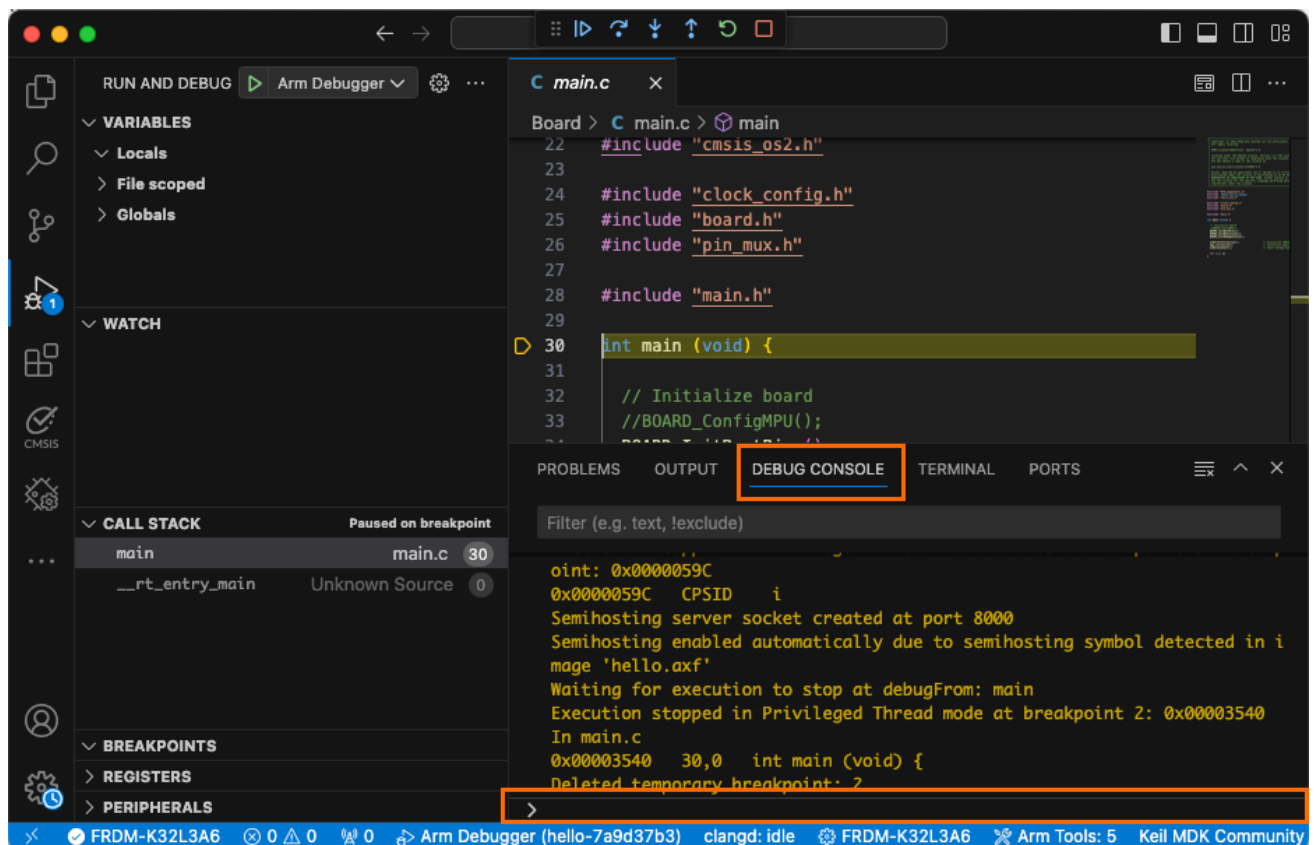 RUN AND DEBUG Arm Debugger
VARIABLES
Locals
File scoped
Globals
WATCH
CMSIS
1
CALL STACK Paused on breakpoint
main main.c 30
__rt_entry_main Unknown Source 0
BREAKPOINTS
REGISTERS
PERIPHERALS
C main.c
Board > C main.c > main
22 #include "cmsis_os2.h"
23
24 #include "clock_config.h"
25 #include "board.h"
26 #include "pin_mux.h"
27
28 #include "main.h"
29
30 int main (void) {
31
32 // Initialize board
33 //BOARD_ConfigMPU();
PROBLEMS OUTPUT DEBUG CONSOLE TERMINAL PORTS
Filter (e.g. text, !exclude)
oint: 0x0000059C
0x0000059C CPSID i
Semihosting server socket created at port 8000
Semihosting enabled automatically due to semihosting symbol detected in i
mage 'hello.axf'
Waiting for execution to stop at debugFrom: main
Execution stopped in Privileged Thread mode at breakpoint 2: 0x00003540
In main.c
0x00003540 30,0 int main (void) {
Deleted temporary breakpoint: 2
>
FRDM-K32L3A6 0 0 0 Arm Debugger (hello-7a9d37b3) clangd: idle FRDM-K32L3A6 Arm Tools: 5 Keil MDK Community